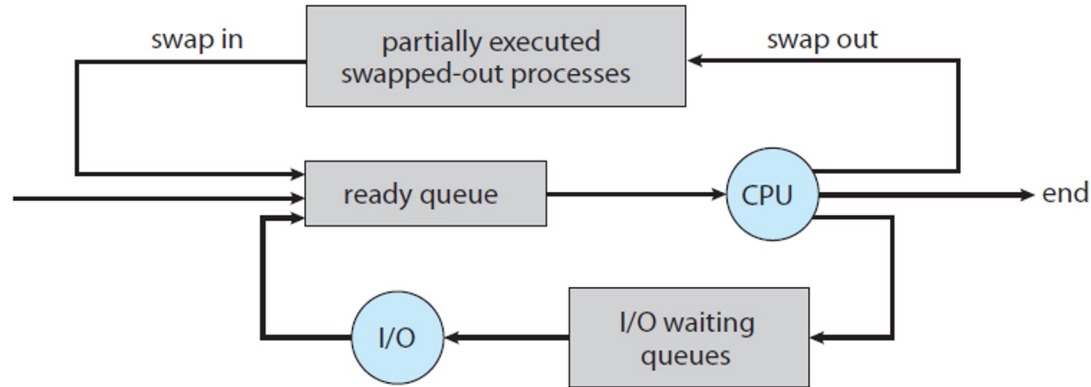 swap in
partially executed
swapped-out processes
swap out
ready queue
CPU
end
I/O
I/O waiting
queues